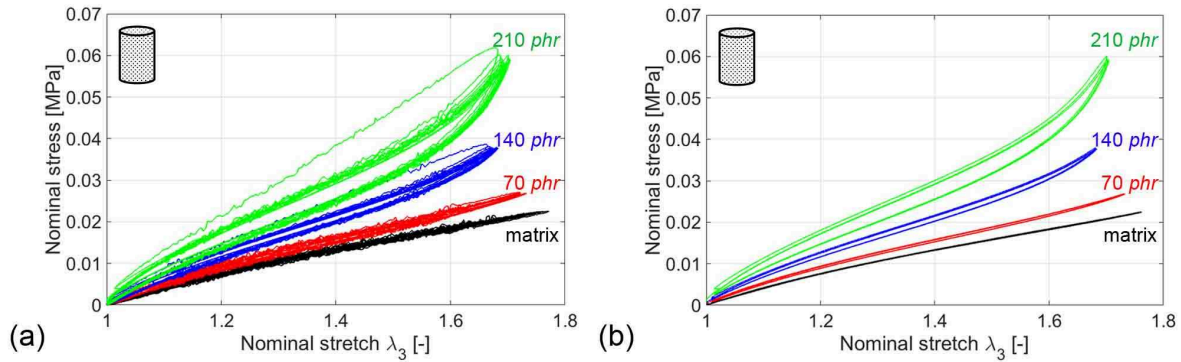 0.07
0.06
0.05
0.04
0.03
0.02
0.01
0
Nominal stress [MPa]
210 phr
140 phr
70 phr
matrix
1 1.2 1.4 1.6 1.8
(a) Nominal stretch λ3 [-]
0.07
0.06
0.05
0.04
0.03
0.02
0.01
0
Nominal stress [MPa]
210 phr
140 phr
70 phr
matrix
1 1.2 1.4 1.6 1.8
(b) Nominal stretch λ3 [-]